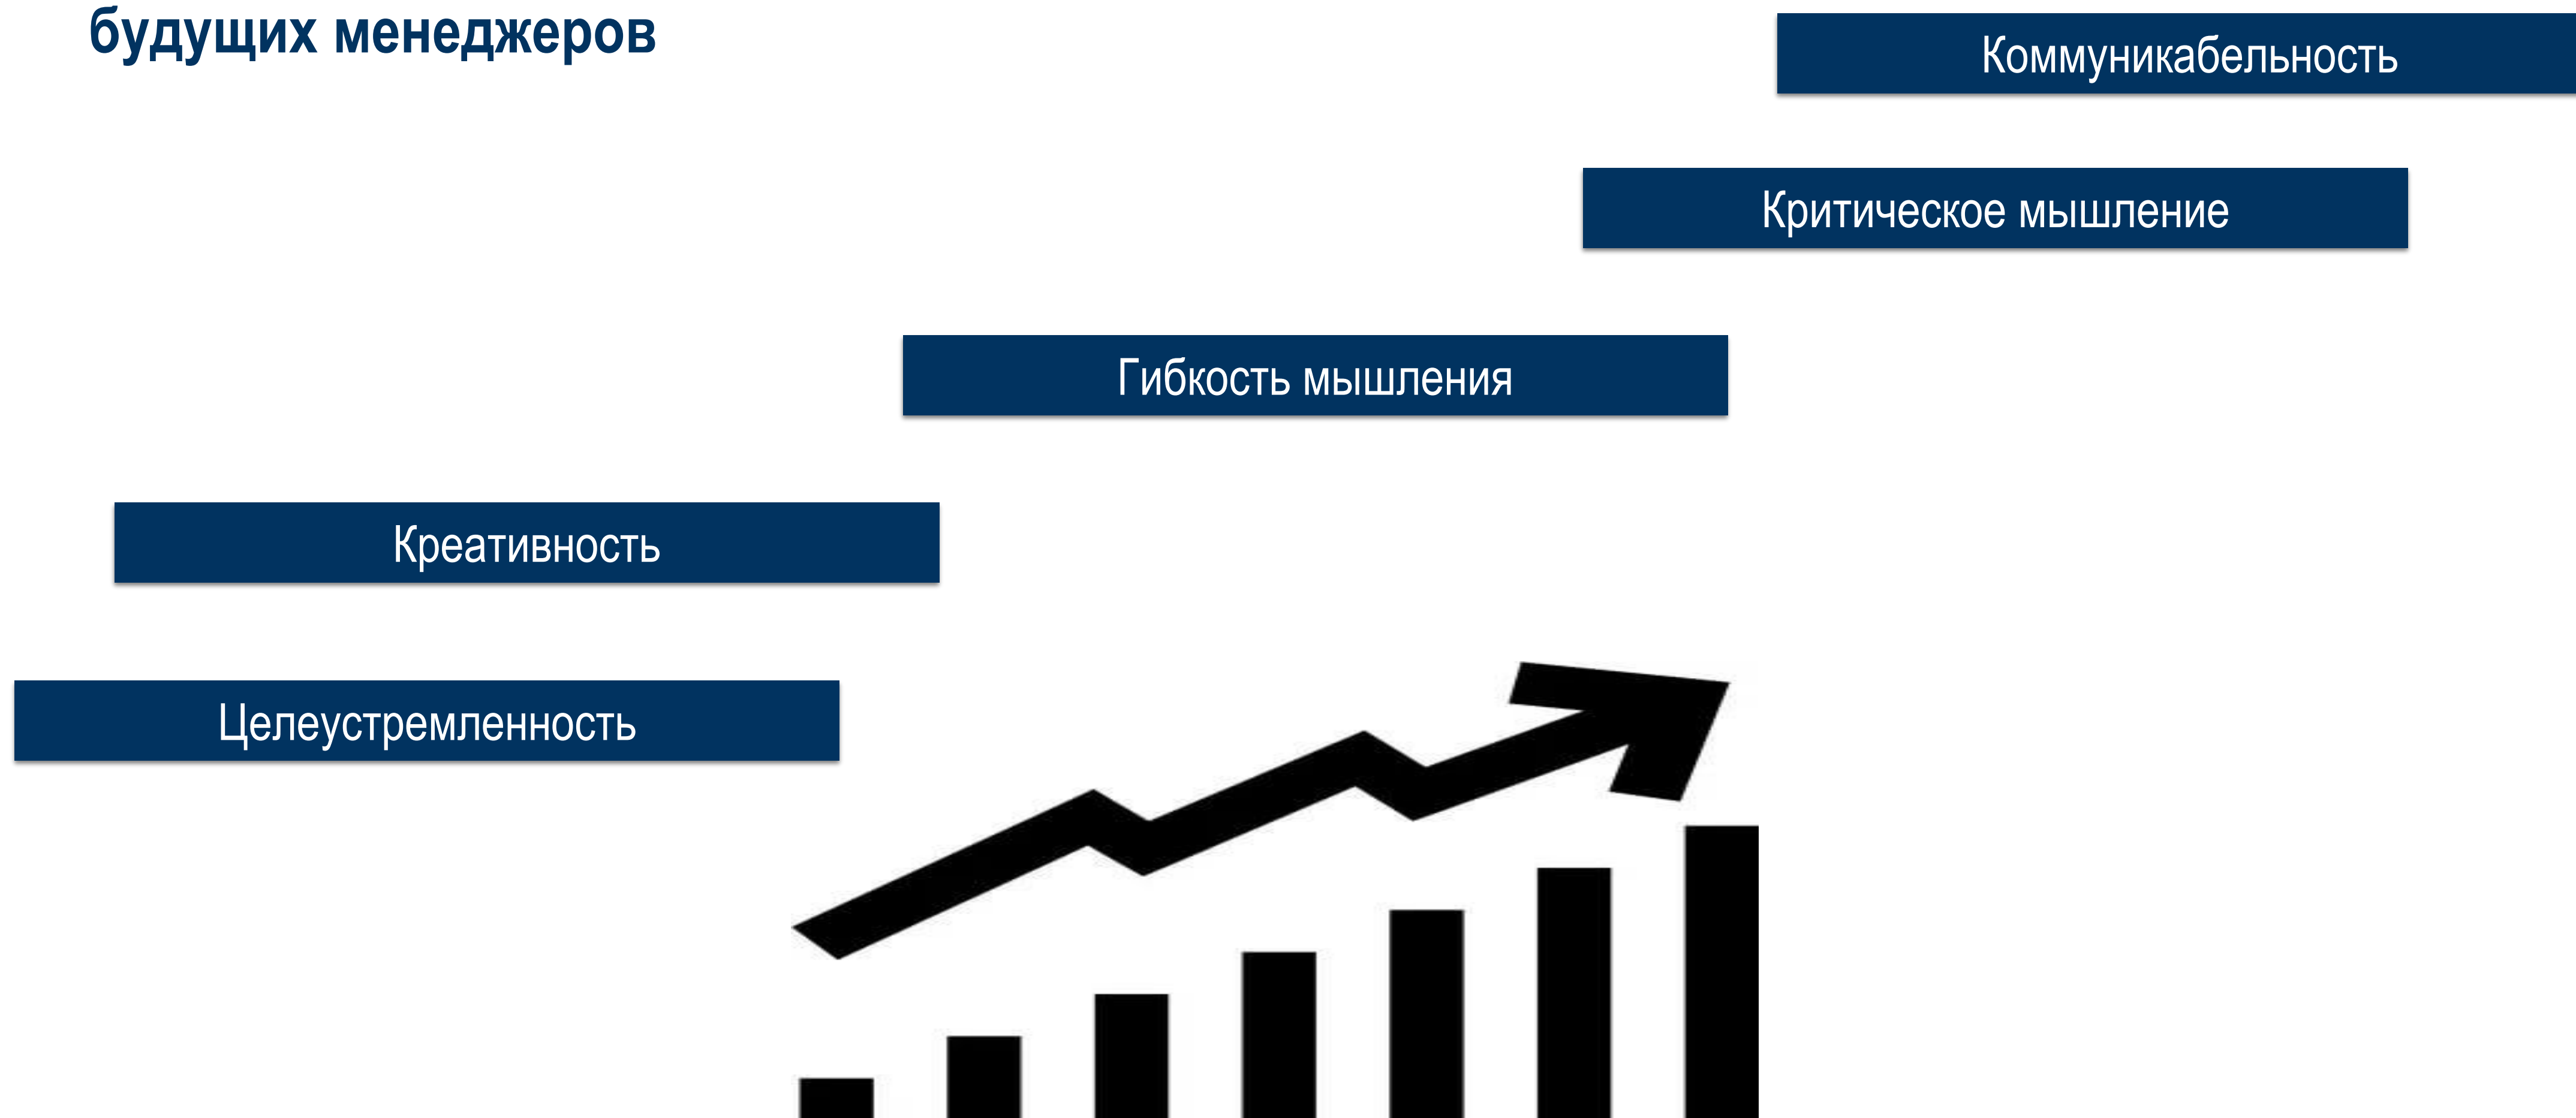 будущих менеджеров
Коммуникабельность
Критическое мышление
Гибкость мышления
Креативность
Целеустремленность